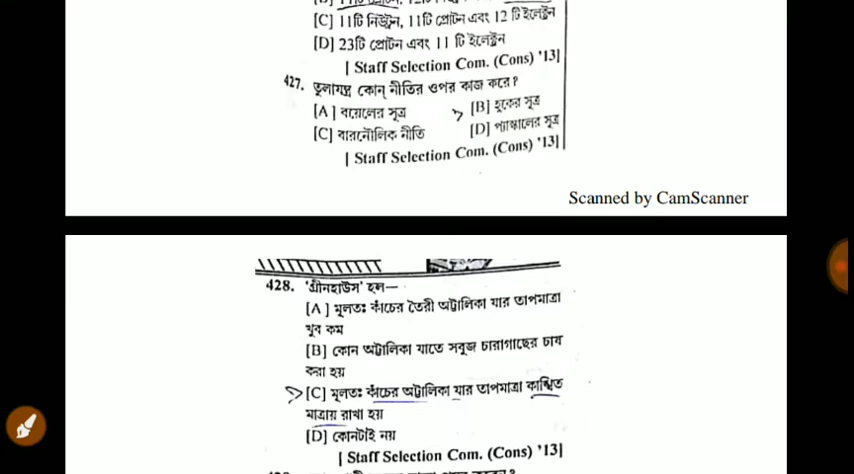 [C] 11টি নিউট্রন, 11টি প্রোটন এবং 12 টি ইলেক্ট্রন
[D] 23টি প্রোটন এবং 11 টি ইলেক্ট্রন
[ Staff Selection Com. (Cons) '13]
427. তুলাযন্ত্র কোন্ নীতির ওপর কাজ করে?
[A] বয়েলের সূত্র [B] হুকের সূত্র
[C] বারনৌলিক নীতি [D] প্যাস্কালের সূত্র
[ Staff Selection Com. (Cons) '13]
Scanned by CamScanner
428. 'গ্রীনহাউস' হল—
[A] মূলতঃ কাঁচের তৈরী অট্টালিকা যার তাপমাত্রা
খুব কম
[B] কোন অট্টালিকা যাতে সবুজ চারাগাছের চাষ
করা হয়
[C] মূলতঃ কাঁচের অট্টালিকা যার তাপমাত্রা কাঙ্খিত
মাত্রায় রাখা হয়
[D] কোনটাই নয়
[ Staff Selection Com. (Cons) '13]